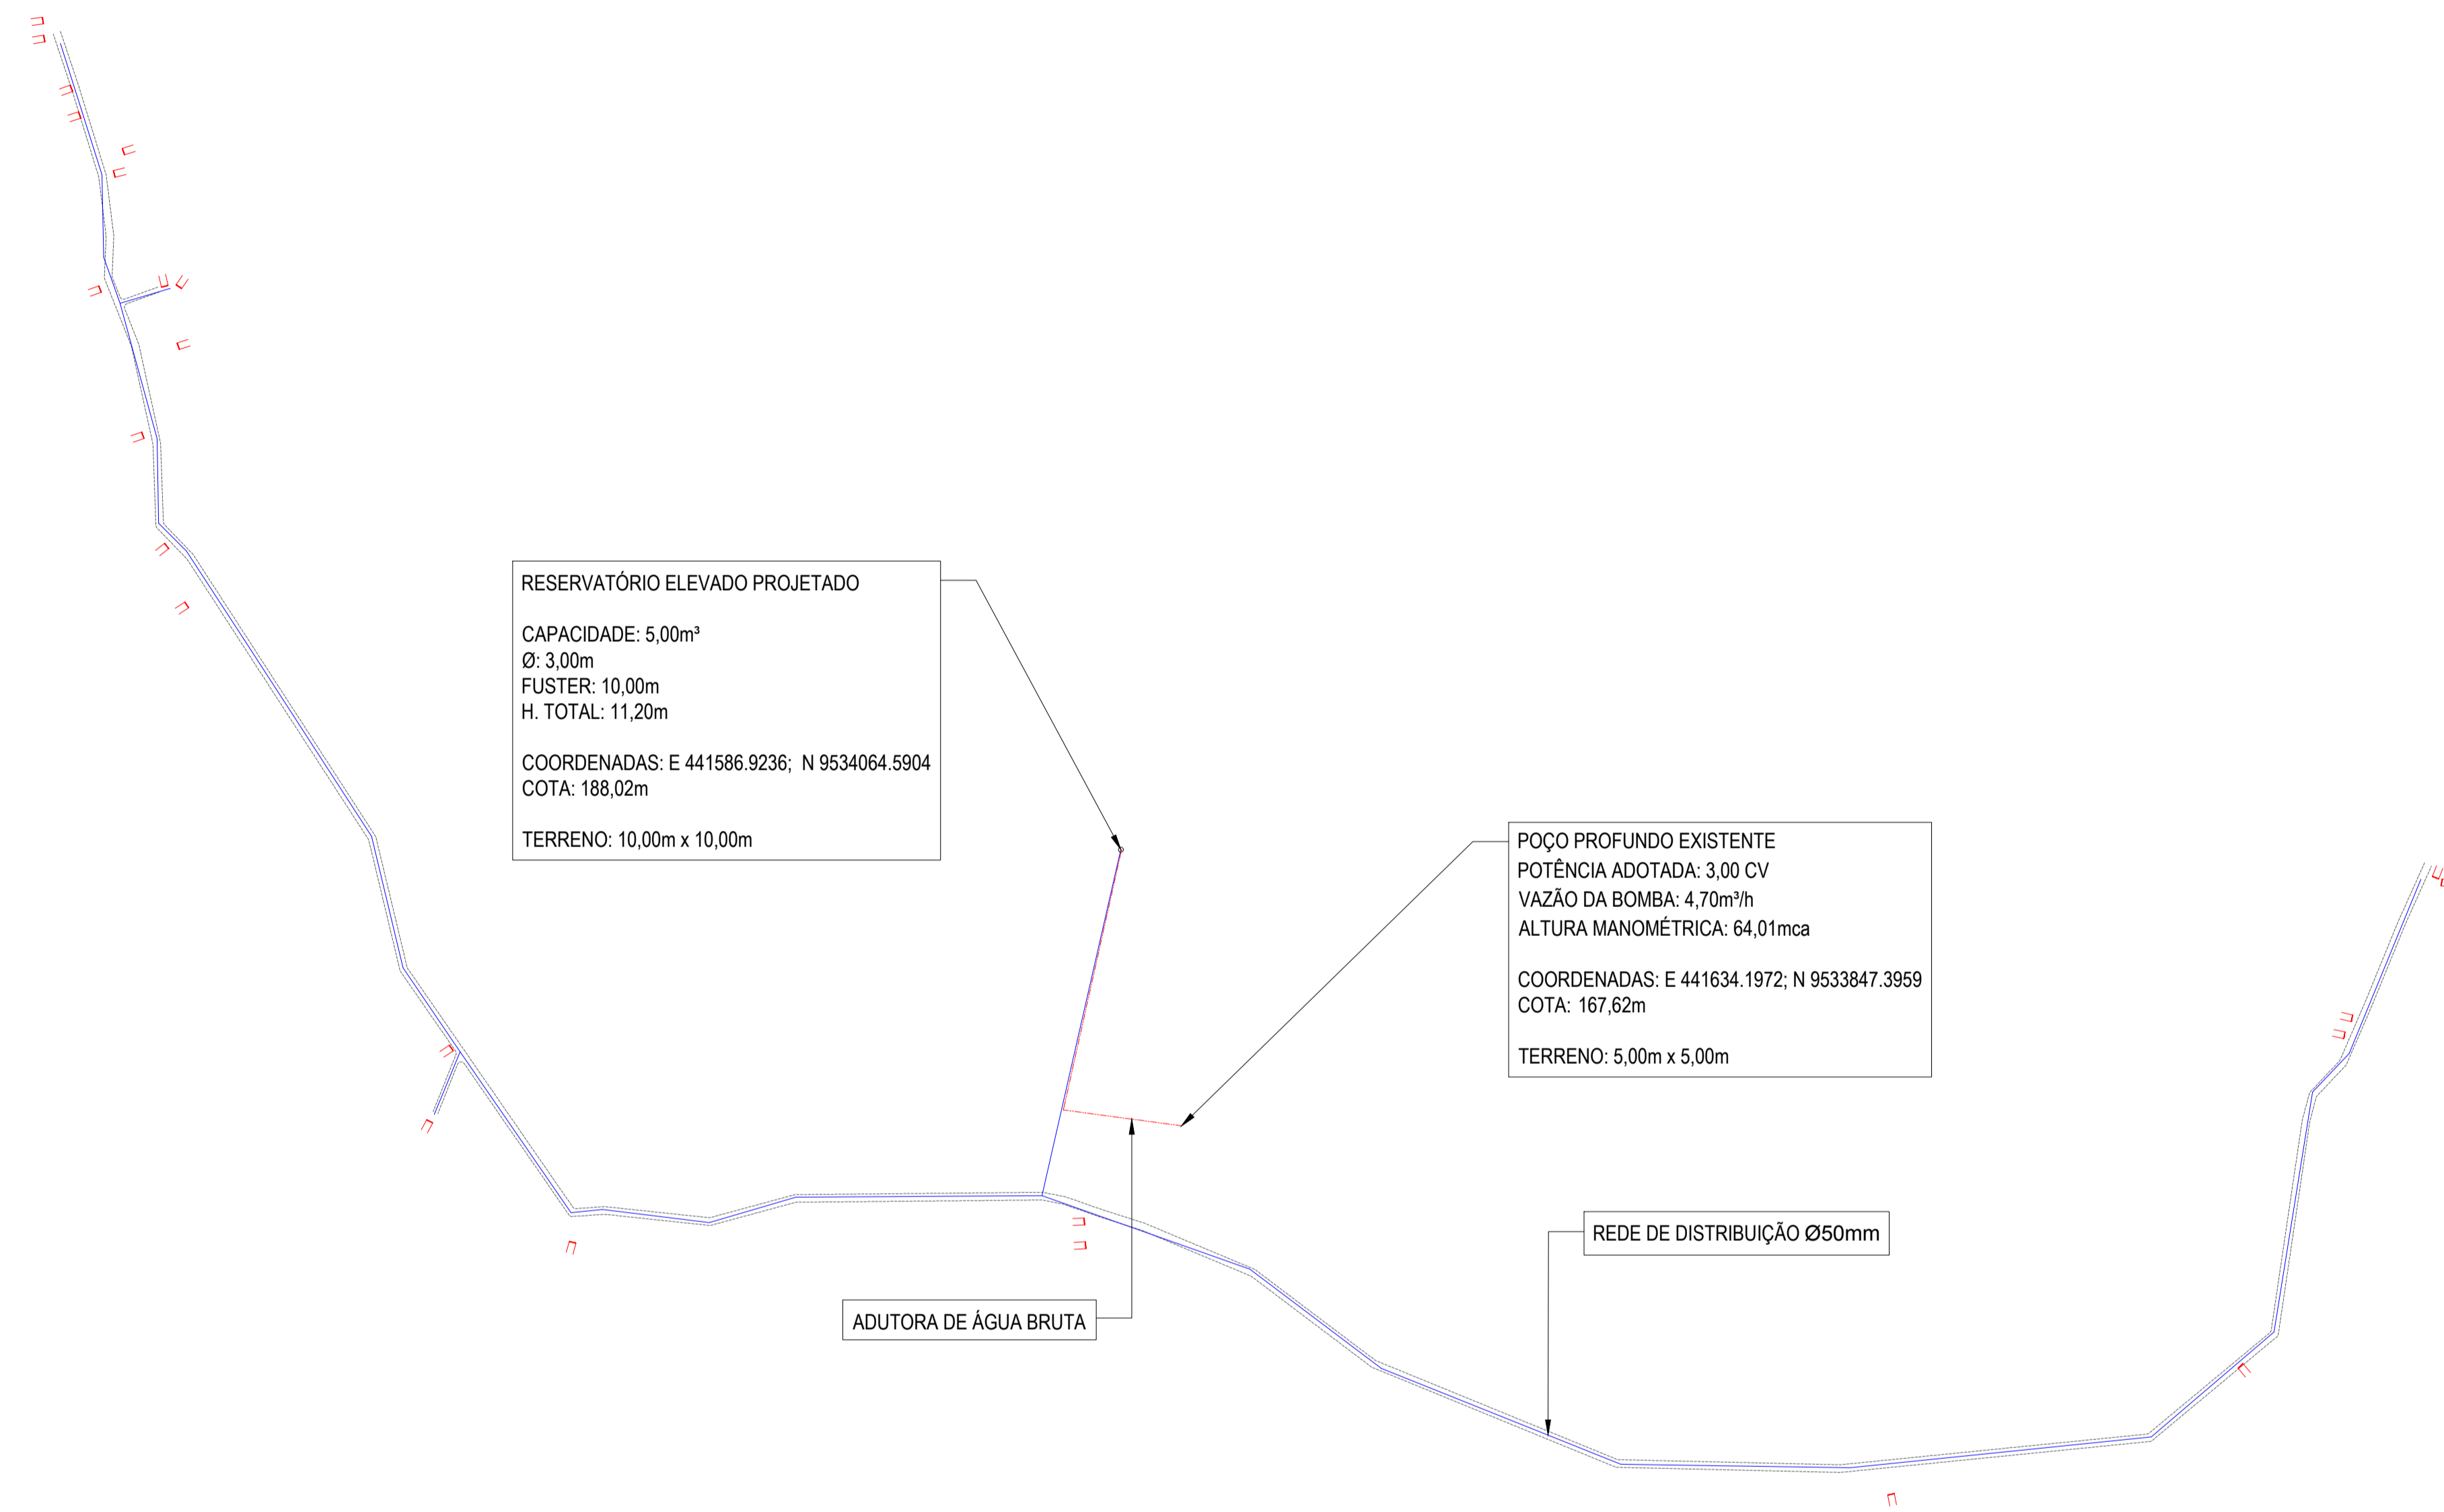 RESERVATÓRIO ELEVADO PROJETADO
CAPACIDADE: 5,00m³
Ø: 3,00m
FUSTER: 10,00m
H. TOTAL: 11,20m
COORDENADAS: E 441586.9236; N 9534064.5904
COTA: 188,02m
TERRENO: 10,00m x 10,00m
POÇO PROFUNDO EXISTENTE
POTÊNCIA ADOTADA: 3,00 CV
VAZÃO DA BOMBA: 4,70m³/h
ALTURA MANOMÉTRICA: 64,01mca
COORDENADAS: E 441634.1972; N 9533847.3959
COTA: 167,62m
TERRENO: 5,00m x 5,00m
REDE DE DISTRIBUIÇÃO Ø50mm
ADUTORA DE ÁGUA BRUTA